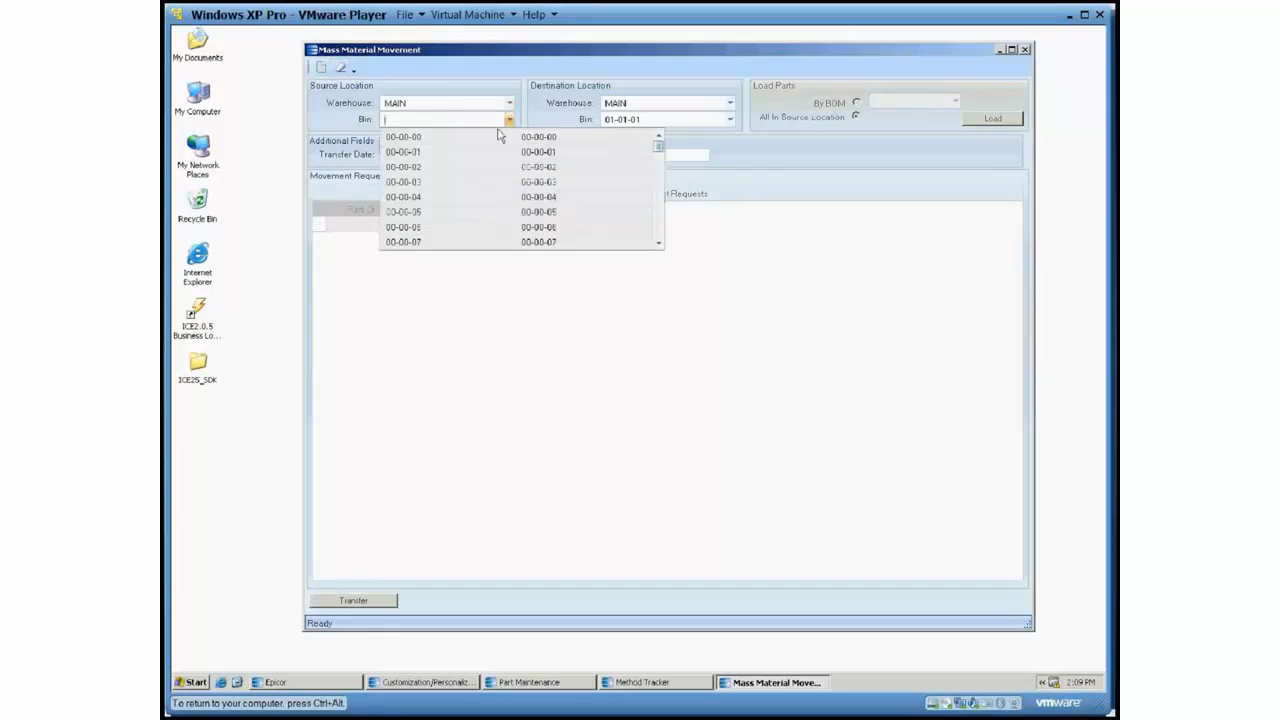 Windows XP Pro - VMware Player File Virtual Machine Help
My Documents
My Computer
My Network
Places
Recycle Bin
Internet
Explorer
ICE2.0.5
Business Lo...
ICE25_SDK
Mass Material Movement
Source Location
Warehouse: MAIN
Bin:
Destination Location
Warehouse: MAIN
Bin: 01-01-01
Load Parts
By BOM
All In Source Location
Load
Additional Fields
Transfer Date:
Movement Reque
t Requests
00-00-00 00-00-00
00-00-01 00-00-01
00-00-02 00-00-02
00-00-03 00-00-03
00-00-04 00-00-04
00-00-05 00-00-05
00-00-06 00-00-06
00-00-07 00-00-07
Transfer
Ready
Start Epicor Customization/Personaliz... Part Maintenance Method Tracker Mass Material Move... 2:09 PM
To return to your computer, press Ctrl+Alt. vmware